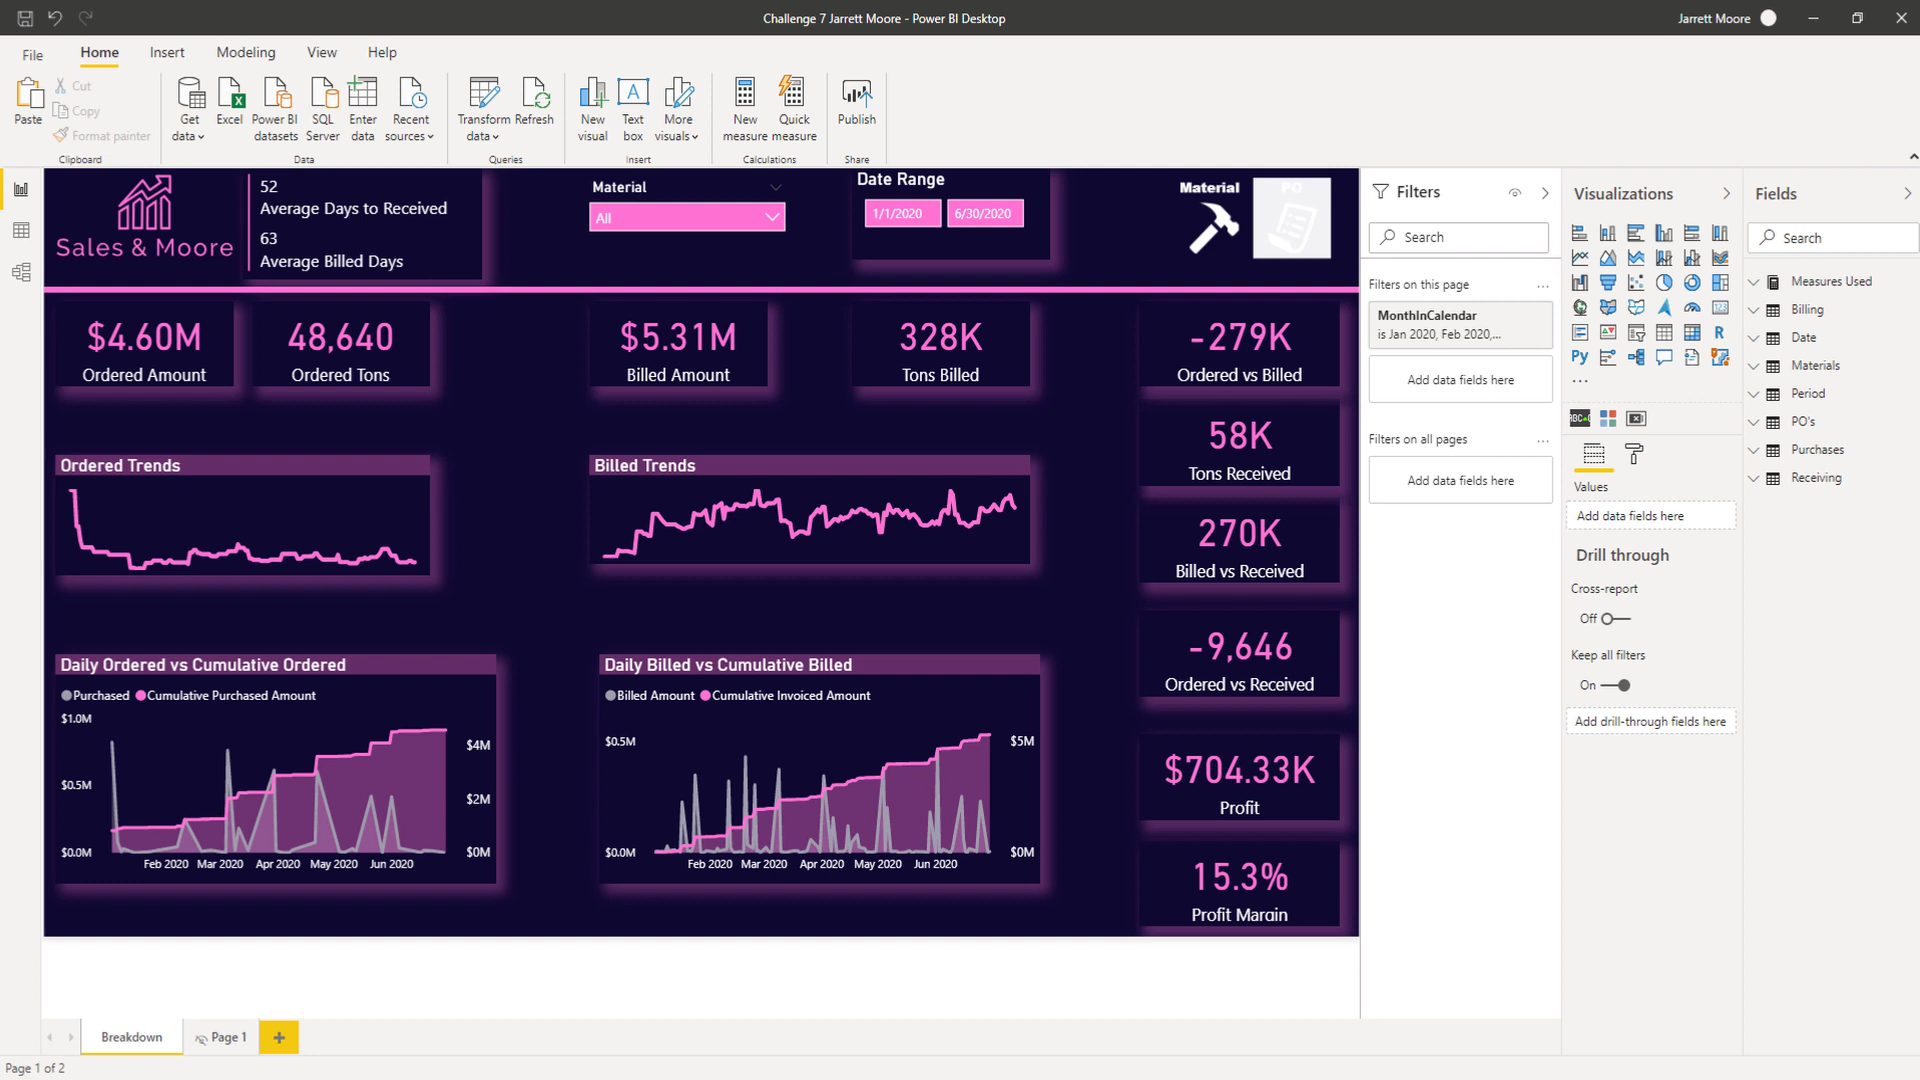 Challenge 7 Jarrett Moore - Power BI Desktop
Jarrett Moore
File
Home
Insert
Modeling
View
Help
Paste
Cut
Copy
Format painter
Clipboard
Get data
Excel
Power BI datasets
SQL Server
Enter data
Recent sources
Data
Transform data
Refresh
Queries
New visual
Text box
More visuals
Insert
New measure
Quick measure
Calculations
Publish
Share
Sales & Moore
52
Average Days to Received
63
Average Billed Days
Material
All
Date Range
1/1/2020
6/30/2020
Material
PO
$4.60M
Ordered Amount
48,640
Ordered Tons
$5.31M
Billed Amount
328K
Tons Billed
-279K
Ordered vs Billed
58K
Tons Received
270K
Billed vs Received
-9,646
Ordered vs Received
$704.33K
Profit
15.3%
Profit Margin
Ordered Trends
Billed Trends
Daily Ordered vs Cumulative Ordered
Purchased
Cumulative Purchased Amount
$1.0M
$0.5M
$0.0M
$4M
$2M
$0M
Feb 2020
Mar 2020
Apr 2020
May 2020
Jun 2020
Daily Billed vs Cumulative Billed
Billed Amount
Cumulative Invoiced Amount
$0.5M
$0.0M
$5M
$0M
Feb 2020
Mar 2020
Apr 2020
May 2020
Jun 2020
Filters
Search
Filters on this page
...
MonthInCalendar
is Jan 2020, Feb 2020,...
Add data fields here
Filters on all pages
...
Add data fields here
Visualizations
R
Py
...
Values
Add data fields here
Drill through
Cross-report
Off
Keep all filters
On
Add drill-through fields here
Fields
Search
Measures Used
Billing
Date
Materials
Period
PO's
Purchases
Receiving
Breakdown
Page 1
Page 1 of 2